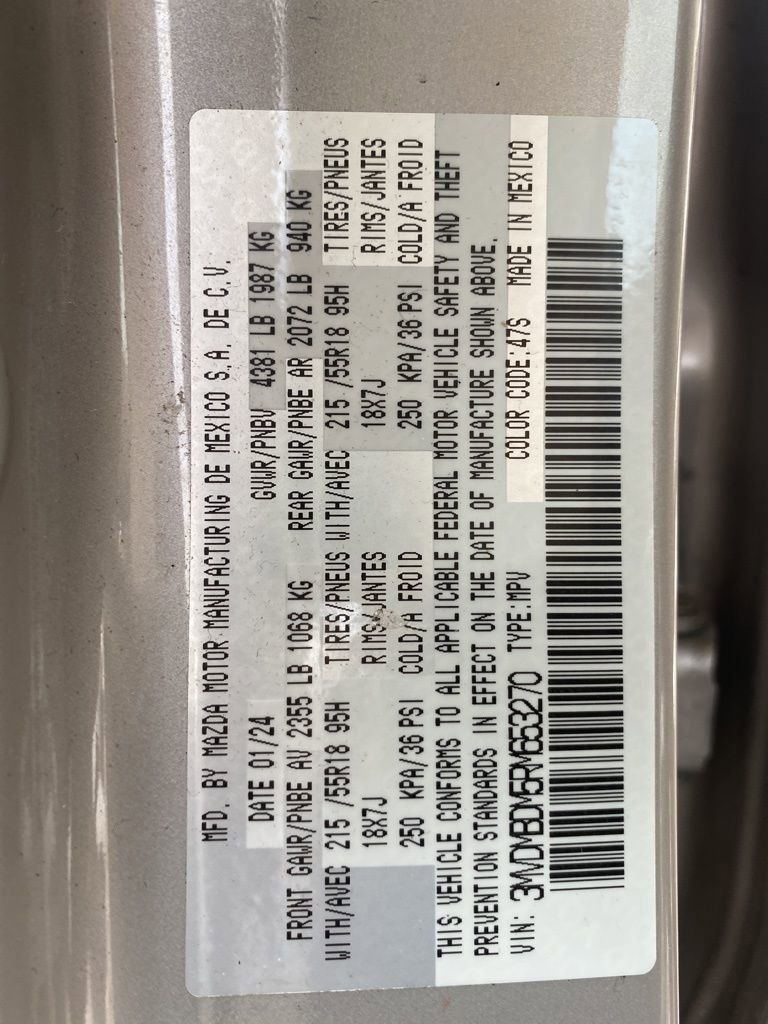 MFD. BY MAZDA MOTOR MANUFACTURING DE MEXICO S.A. DE C.V.
DATE 01/24 GVWR/PNBV 4381 LB 1987 KG
FRONT GAWR/PNBE AV 2355 LB 1068 KG REAR GAWR/PNBE AR 2072 LB 940 KG
WITH/AVEC 215 /55R18 95H TIRES/PNEUS WITH/AVEC 215 /55R18 95H TIRES/PNEUS
18X7J RIMS/JANTES 18X7J RIMS/JANTES
250 KPA/36 PSI COLD/A FROID 250 KPA/36 PSI COLD/A FROID
THIS VEHICLE CONFORMS TO ALL APPLICABLE FEDERAL MOTOR VEHICLE SAFETY AND THEFT
PREVENTION STANDARDS IN EFFECT ON THE DATE OF MANUFACTURE SHOWN ABOVE.
VIN: 3MVDMBDM5RM653270 TYPE:MPV COLOR CODE:47S MADE IN MEXICO